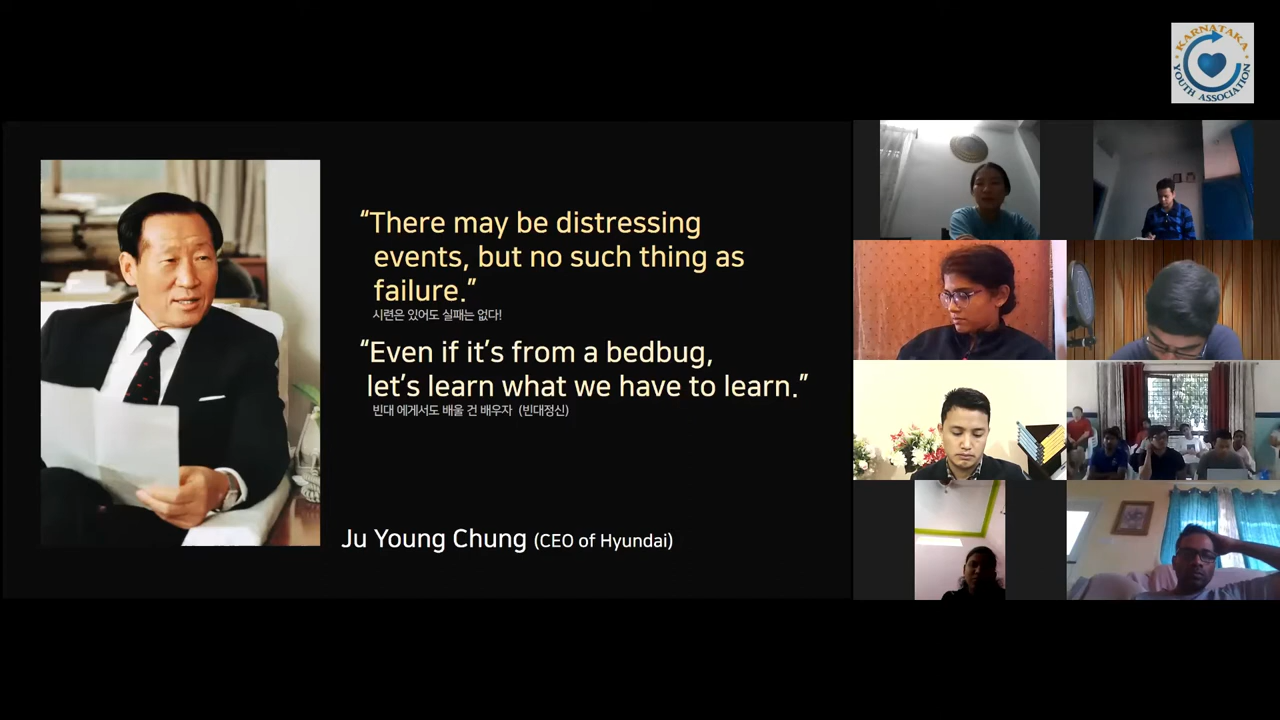 KARNATAKA
YOUTH ASSOCIATION
“There may be distressing
events, but no such thing as
failure.”
시련은 있어도 실패는 없다!
“Even if it’s from a bedbug,
let’s learn what we have to learn.”
빈대 에게서도 배울 건 배우자 (빈대정신)
Ju Young Chung (CEO of Hyundai)